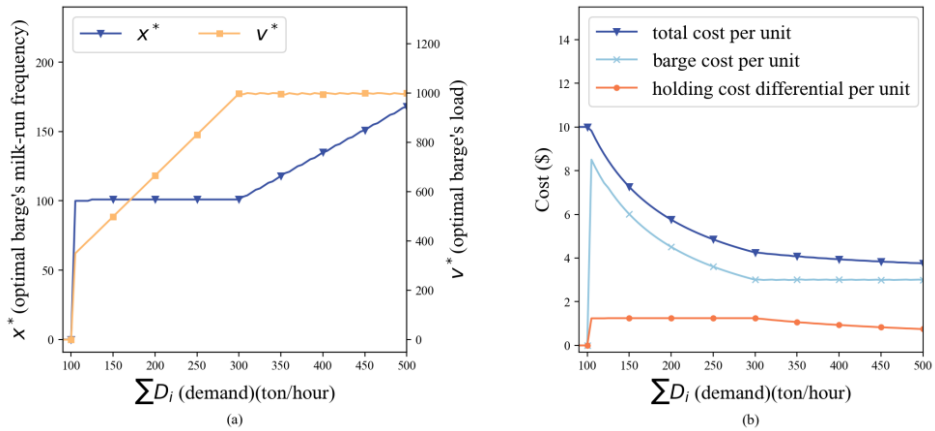 x* v*
x* (optimal barge's milk-run frequency)
200
150
100
50
0
1200
1000
800
600
400
200
0
v* (optimal barge's load)
100 150 200 250 300 350 400 450 500
∑D_i (demand)(ton/hour)
(a)
total cost per unit
barge cost per unit
holding cost differential per unit
Cost ($)
14
12
10
8
6
4
2
0
100 150 200 250 300 350 400 450 500
∑D_i (demand)(ton/hour)
(b)